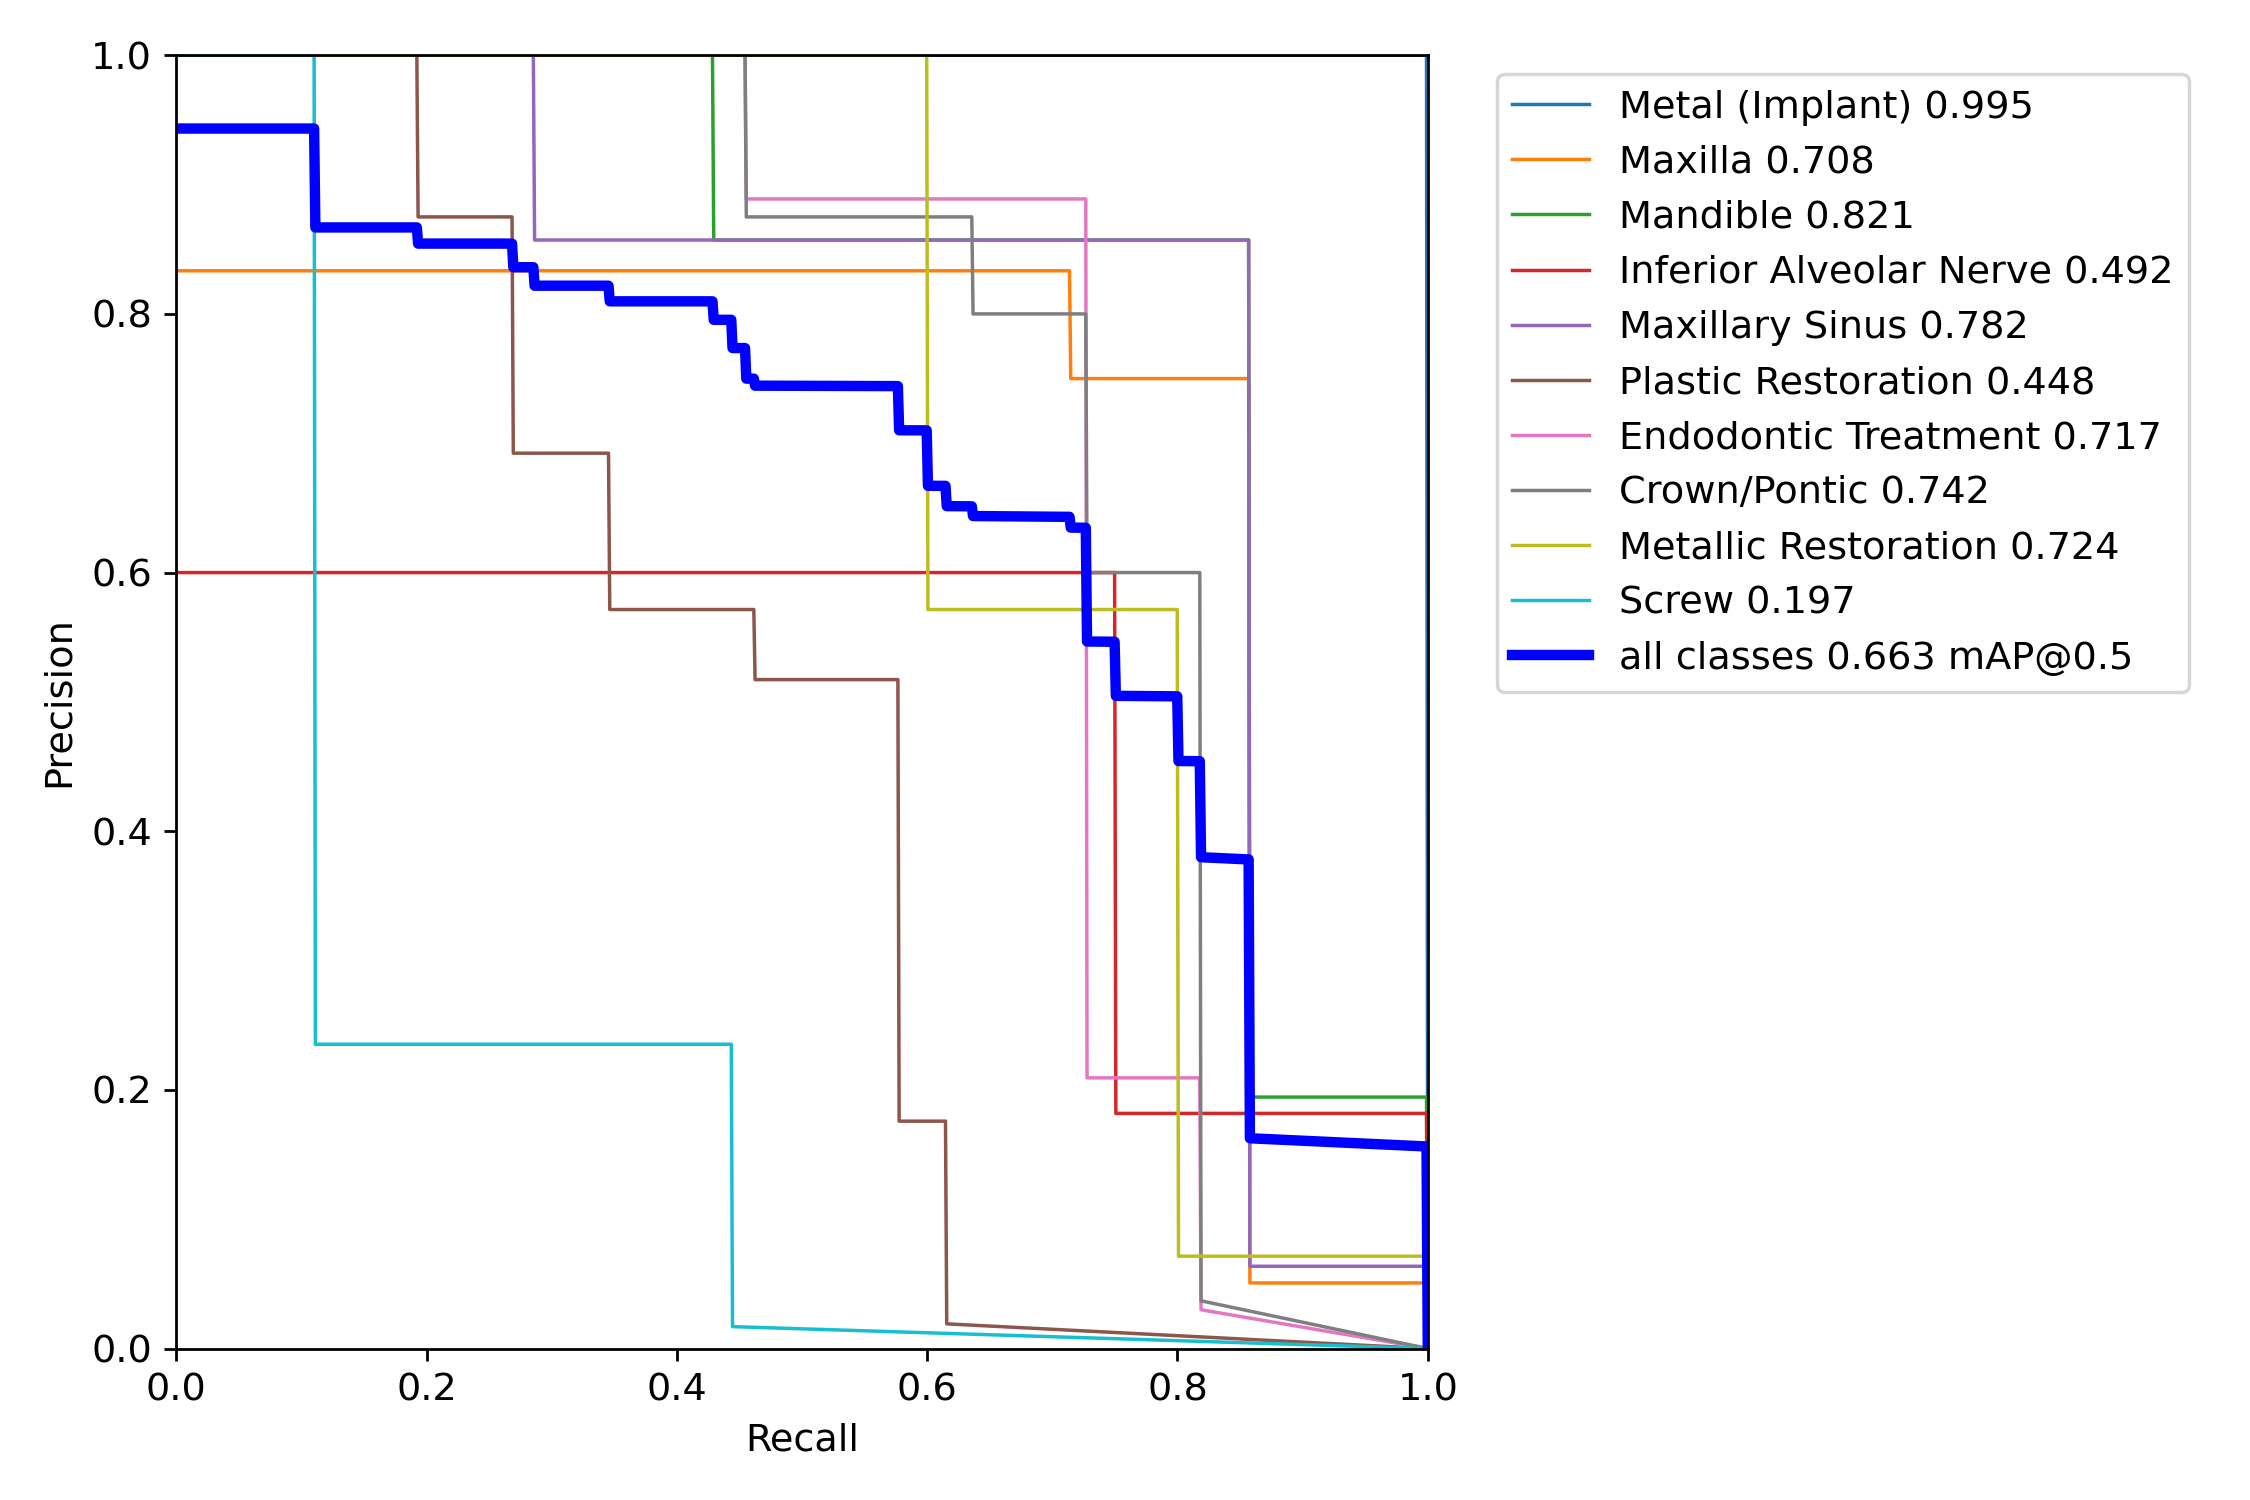 1.0
0.8
0.6
0.4
0.2
0.0
Precision
0.0 0.2 0.4 0.6 0.8 1.0
Recall
Metal (Implant) 0.995
Maxilla 0.708
Mandible 0.821
Inferior Alveolar Nerve 0.492
Maxillary Sinus 0.782
Plastic Restoration 0.448
Endodontic Treatment 0.717
Crown/Pontic 0.742
Metallic Restoration 0.724
Screw 0.197
all classes 0.663 mAP@0.5